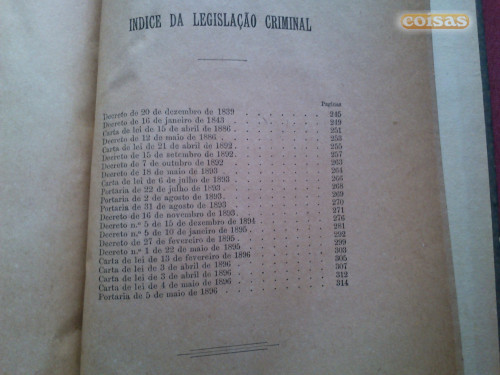 coisas
INDICE DA LEGISLAÇÃO CRIMINAL
Paginas
Decreto de 20 de dezembro de 1839 245
Decreto de 16 de janeiro de 1843 249
Carta de lei de 15 de abril de 1886 251
Decreto de 12 de maio de 1886 253
Carta de lei de 21 de abril de 1892 255
Decreto de 15 de setembro de 1892 257
Decreto de 7 de outubro de 1892 263
Decreto de 18 de maio de 1893 264
Carta de lei de 6 de julho de 1893 266
Portaria de 22 de julho de 1893 268
Portaria de 2 de agosto de 1893 269
Portaria de 31 de agosto de 1893 270
Decreto de 16 de novembro de 1893 271
Decreto n.º 5 de 15 de dezembro de 1894 276
Decreto n.º 5 de 10 de janeiro de 1895 281
Decreto de 27 de fevereiro de 1895 292
Decreto n.º 1 de 22 de maio de 1895 299
Carta de lei de 13 de fevereiro de 1896 303
Carta de lei de 3 de abril de 1896 305
Carta de lei de 3 de abril de 1896 307
Carta de lei de 4 de maio de 1896 312
Portaria de 5 de maio de 1896 314